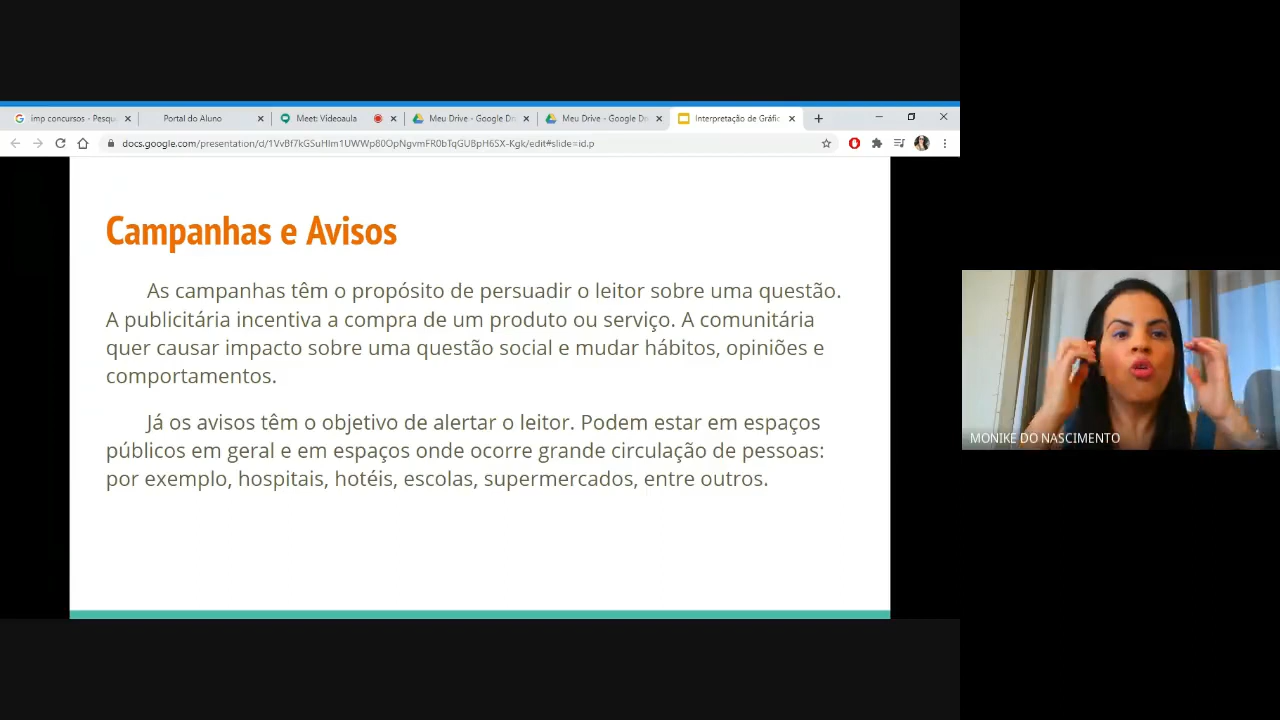 imp concursos - Pesqu
Portal do Aluno
Meet: Videoaula
Meu Drive - Google Dr
Meu Drive - Google Dr
Interpretação de Gráfic
docs.google.com/presentation/d/1VvBf7kGSuHlm1UWWp80OpNgvmFR0bTqGUBpH6SX-Kgk/edit#slide=id.p
Campanhas e Avisos
As campanhas têm o propósito de persuadir o leitor sobre uma questão.
A publicitária incentiva a compra de um produto ou serviço. A comunitária
quer causar impacto sobre uma questão social e mudar hábitos, opiniões e
comportamentos.
Já os avisos têm o objetivo de alertar o leitor. Podem estar em espaços
públicos em geral e em espaços onde ocorre grande circulação de pessoas:
por exemplo, hospitais, hotéis, escolas, supermercados, entre outros.
MONIKE DO NASCIMENTO